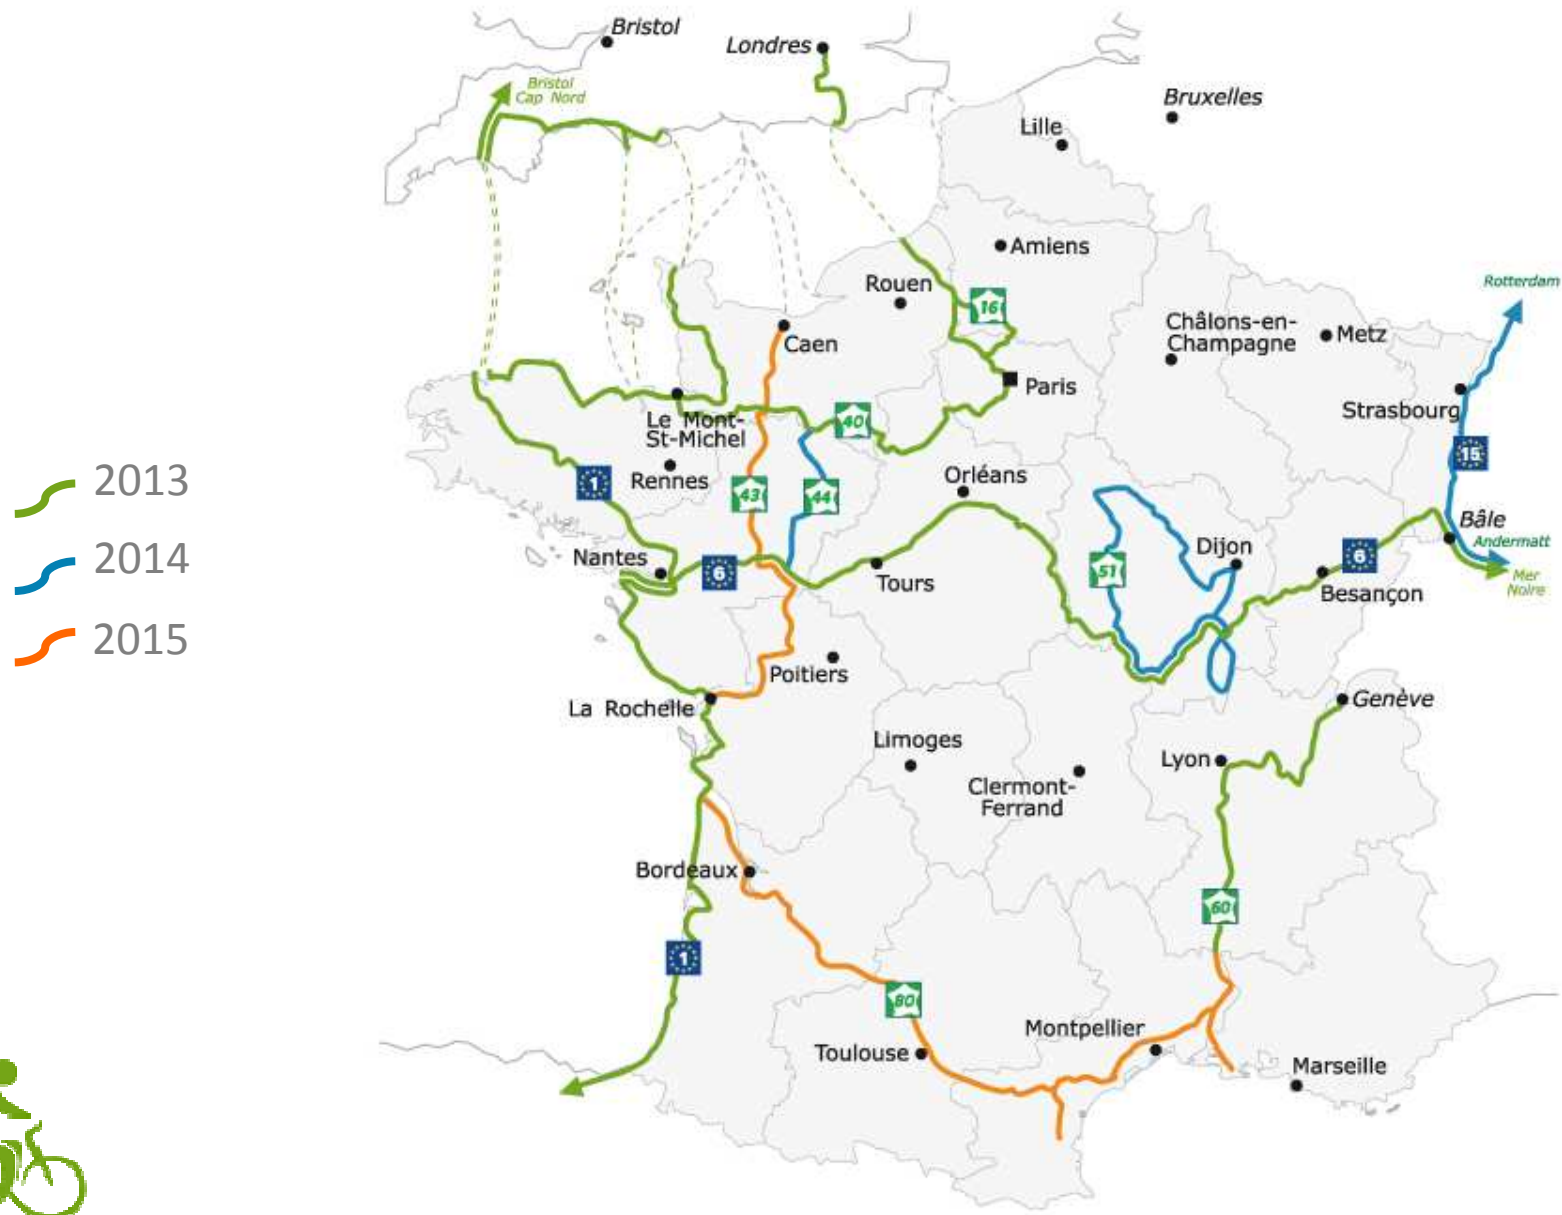 Bristol
Londres
Bristol
Cap Nord
Bruxelles
Lille
Amiens
Rotterdam
Rouen
16
Châlons-en-
Champagne
Metz
Caen
Paris
Strasbourg
Le Mont-
St-Michel
40
15
Rennes
Orléans
2013
1
43
44
Bâle
Andermatt
Nantes
6
Dijon
6
2014
51
Tours
Besançon
Mer
Noire
2015
Poitiers
La Rochelle
Genève
Limoges
Lyon
Clermont-
Ferrand
Bordeaux
60
1
80
Montpellier
Toulouse
Marseille